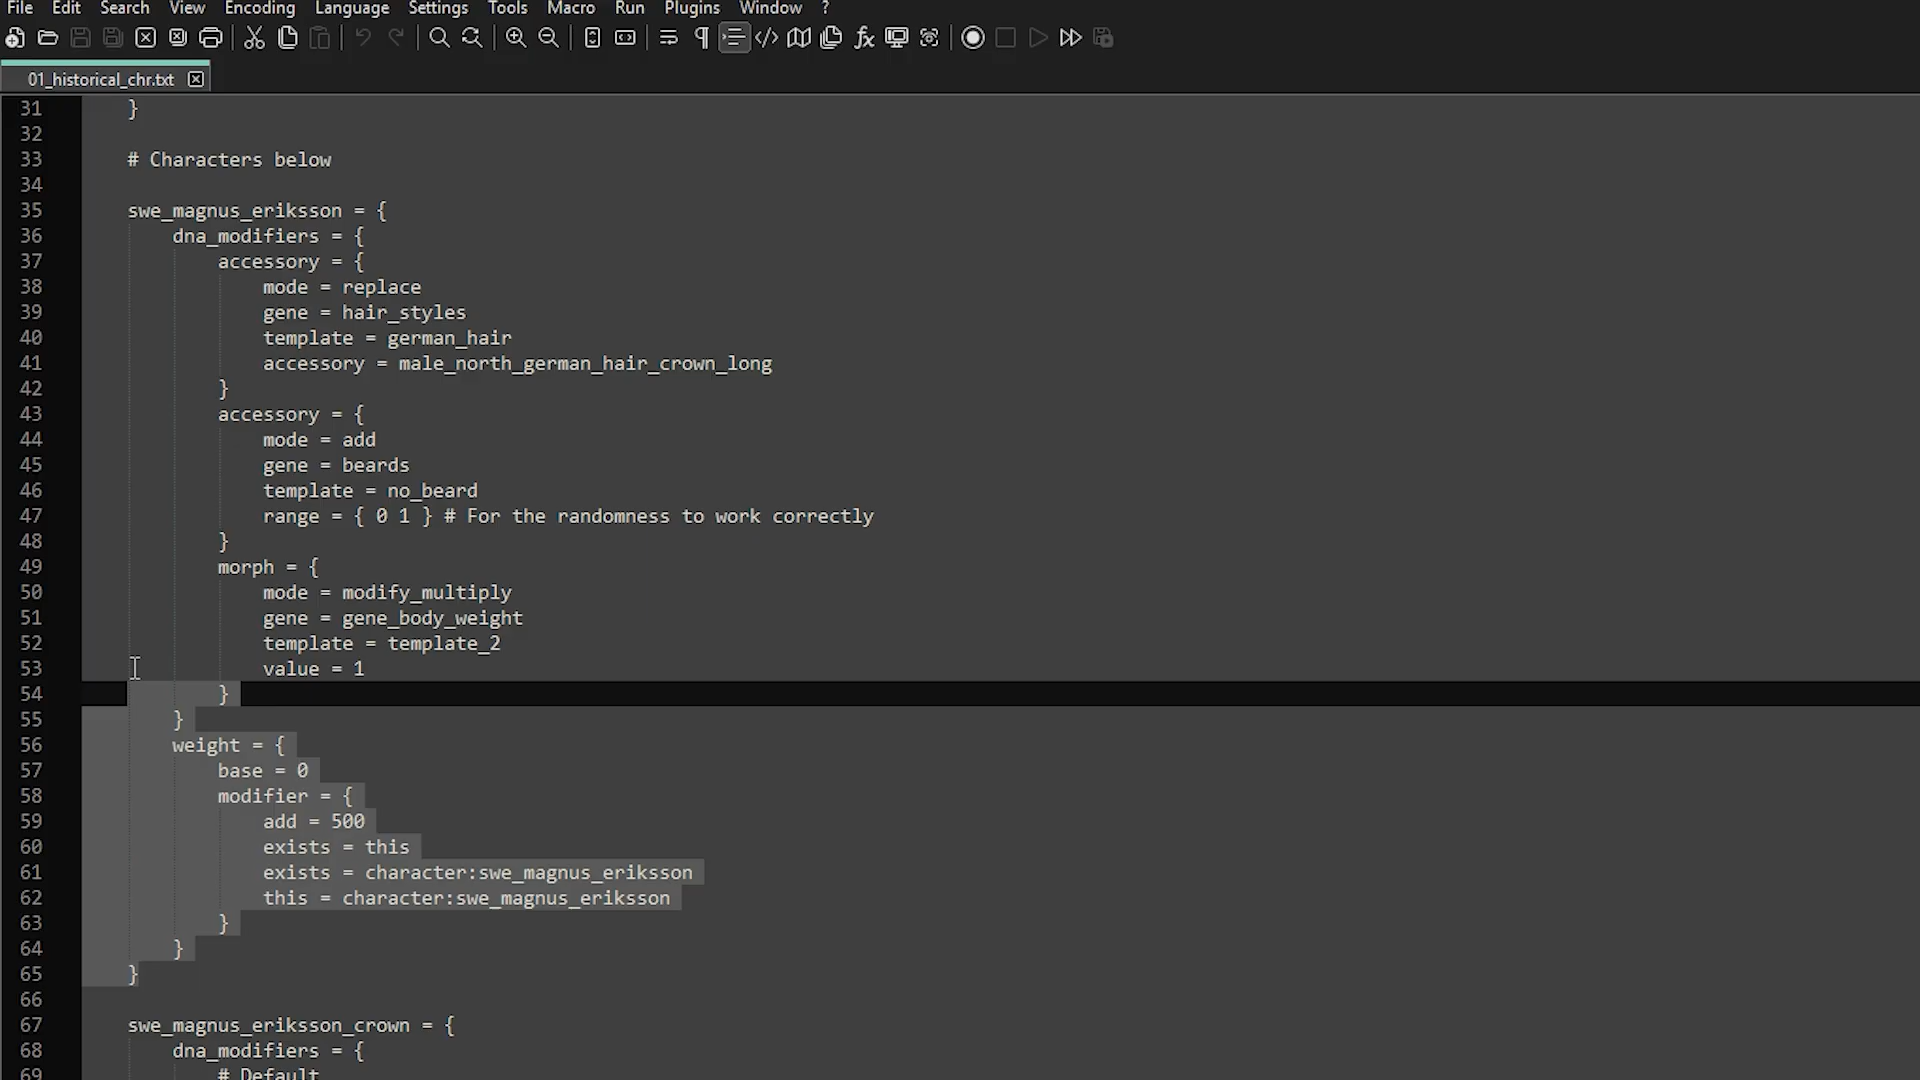 File Edit Search View Encoding Language Settings Tools Macro Run Plugins Window ?
01_historical_chr.txt
31 }
32
33 # Characters below
34
35 swe_magnus_eriksson = {
36 dna_modifiers = {
37 accessory = {
38 mode = replace
39 gene = hair_styles
40 template = german_hair
41 accessory = male_north_german_hair_crown_long
42 }
43 accessory = {
44 mode = add
45 gene = beards
46 template = no_beard
47 range = { 0 1 } # For the randomness to work correctly
48 }
49 morph = {
50 mode = modify_multiply
51 gene = gene_body_weight
52 template = template_2
53 value = 1
54 }
55 }
56 weight = {
57 base = 0
58 modifier = {
59 add = 500
60 exists = this
61 exists = character:swe_magnus_eriksson
62 this = character:swe_magnus_eriksson
63 }
64 }
65 }
66
67 swe_magnus_eriksson_crown = {
68 dna_modifiers = {
69 # Default